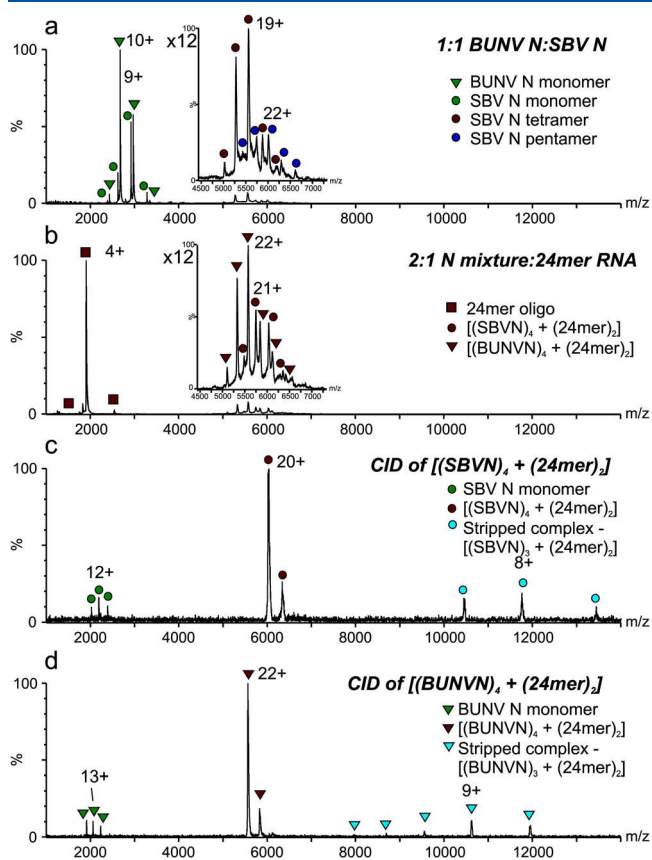 a
10+
9+
x12
19+
22+
100
%
0
4500 5000 5500 6000 6500 7000 m/z
1:1 BUNV N:SBV N
BUNV N monomer
SBV N monomer
SBV N tetramer
SBV N pentamer
100
%
0
2000 4000 6000 8000 10000 12000 m/z
b
4+
x12
22+
21+
100
%
0
4500 5000 5500 6000 6500 7000 m/z
2:1 N mixture:24mer RNA
24mer oligo
[(SBVN)₄ + (24mer)₂]
[(BUNVN)₄ + (24mer)₂]
100
%
0
2000 4000 6000 8000 10000 12000 m/z
c
20+
12+
CID of [(SBVN)₄ + (24mer)₂]
SBV N monomer
[(SBVN)₄ + (24mer)₂]
Stripped complex -
[(SBVN)₃ + (24mer)₂]
8+
100
%
0
2000 4000 6000 8000 10000 12000 m/z
d
22+
13+
CID of [(BUNVN)₄ + (24mer)₂]
BUNV N monomer
[(BUNVN)₄ + (24mer)₂]
Stripped complex -
[(BUNVN)₃ + (24mer)₂]
9+
100
%
0
2000 4000 6000 8000 10000 12000 m/z